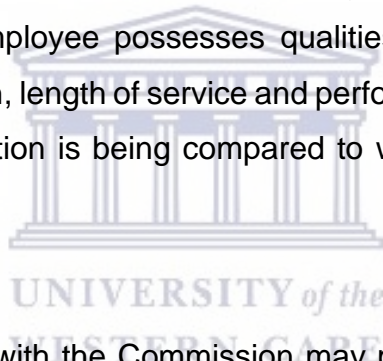 mployee possesses qualitie
, length of service and perfo
tion is being compared to w
UNIVERSITY of the
with the Commission may